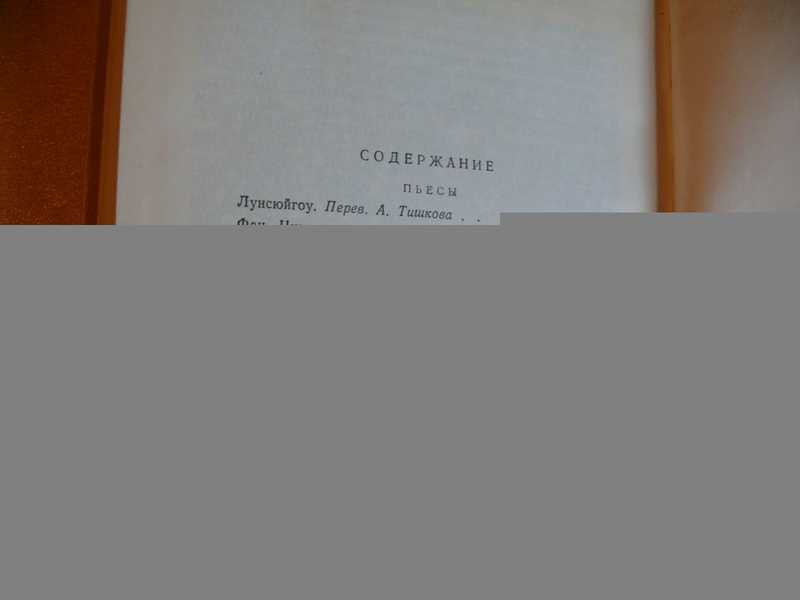 СОДЕРЖАНИЕ
ПЬЕСЫ
Лунсюйгоу. Перев. А. Тишкова . .